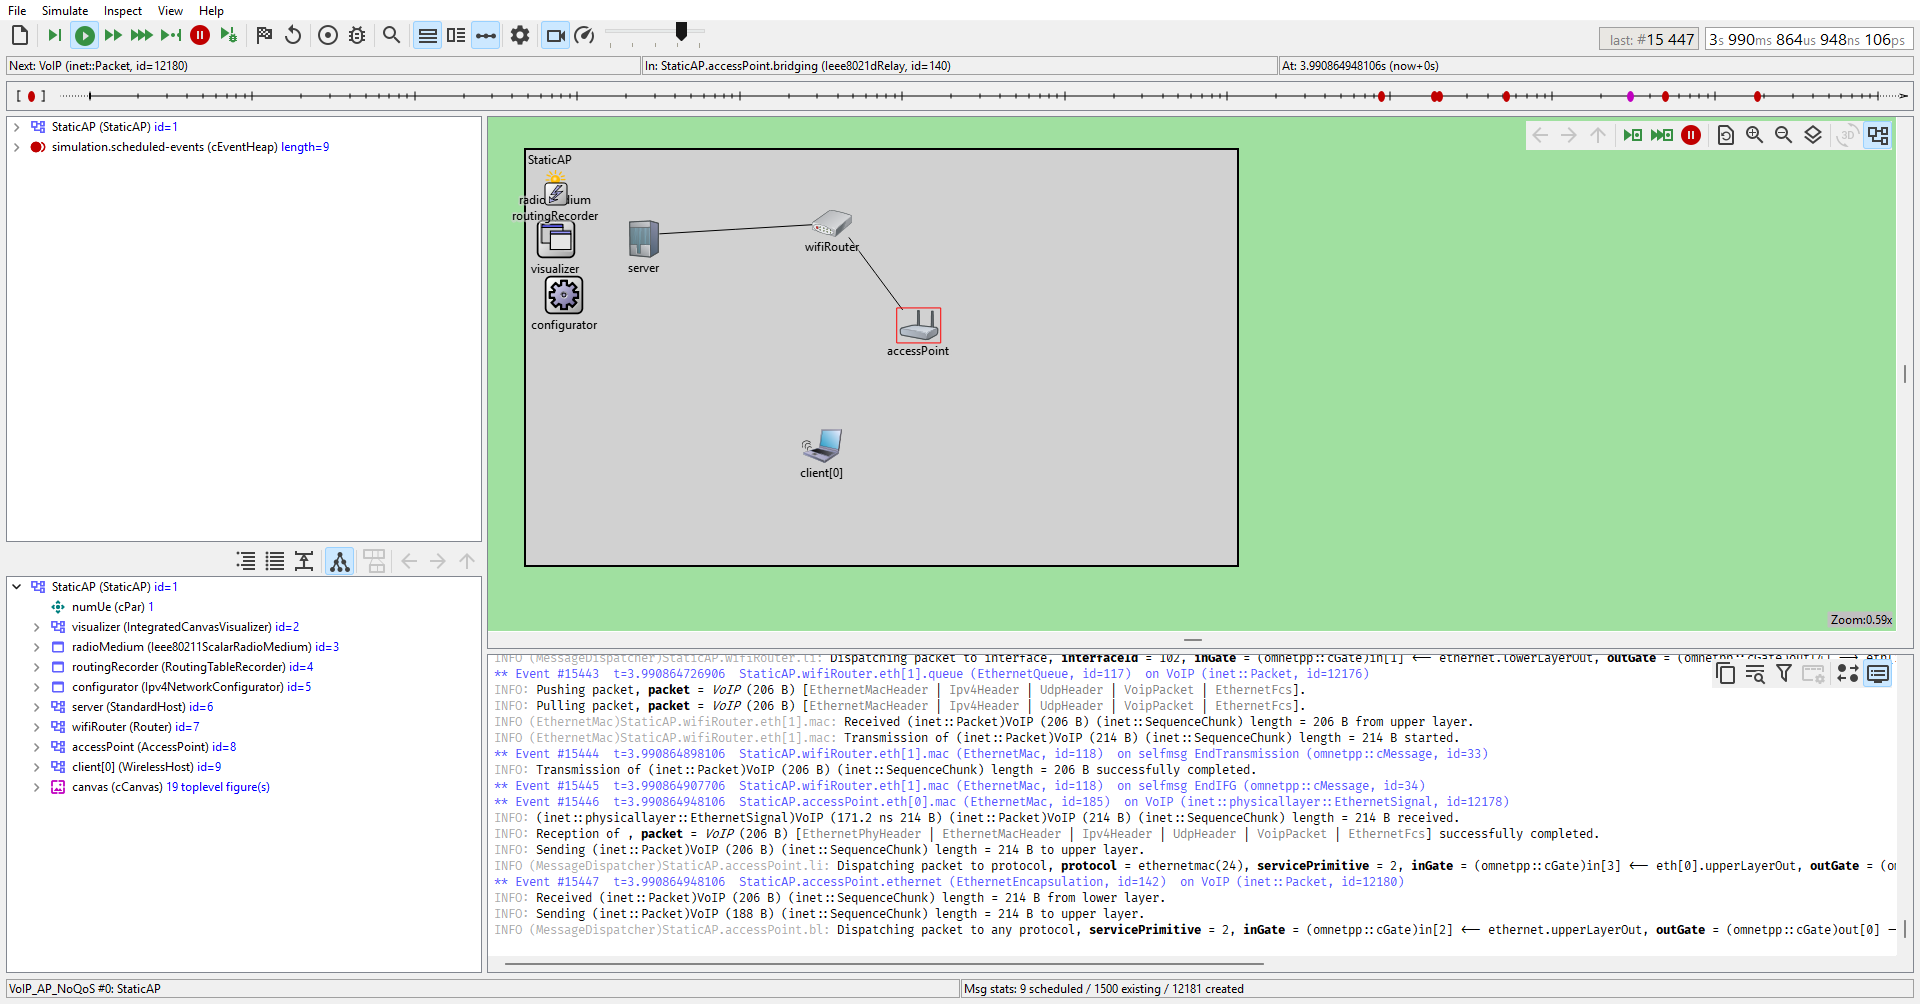 File Simulate Inspect View Help
last: #15 447
3s 990ms 864us 948ns 106ps
Next: VoIP (inet::Packet, id=12180)
In: StaticAP.accessPoint.bridging (Ieee8021dRelay, id=140)
At: 3.990864948106s (now+0s)
StaticAP (StaticAP) id=1
simulation.scheduled-events (cEventHeap) length=9
3D
StaticAP
routingRecorder
visualizer
configurator
server
wifiRouter
accessPoint
client[0]
Zoom:0.59x
StaticAP (StaticAP) id=1
numUe (cPar) 1
visualizer (IntegratedCanvasVisualizer) id=2
radioMedium (Ieee80211ScalarRadioMedium) id=3
routingRecorder (RoutingTableRecorder) id=4
configurator (Ipv4NetworkConfigurator) id=5
server (StandardHost) id=6
wifiRouter (Router) id=7
accessPoint (AccessPoint) id=8
client[0] (WirelessHost) id=9
canvas (cCanvas) 19 toplevel figure(s)
INFO (MessageDispatcher)StaticAP.wifiRouter.li: Dispatching packet to interface, interfaceId = 102, inGate = (omnetpp::cGate)in[1] <-- ethernet.lowerLayerOut, outGate = (omnetpp::cGate)out[4] --> eth
** Event #15443 t=3.990864726906 StaticAP.wifiRouter.eth[1].queue (EthernetQueue, id=117) on VoIP (inet::Packet, id=12176)
INFO: Pushing packet, packet = VoIP (206 B) [EthernetMacHeader | Ipv4Header | UdpHeader | VoipPacket | EthernetFcs].
INFO: Pulling packet, packet = VoIP (206 B) [EthernetMacHeader | Ipv4Header | UdpHeader | VoipPacket | EthernetFcs].
INFO (EthernetMac)StaticAP.wifiRouter.eth[1].mac: Received (inet::Packet)VoIP (206 B) (inet::SequenceChunk) length = 206 B from upper layer.
INFO (EthernetMac)StaticAP.wifiRouter.eth[1].mac: Transmission of (inet::Packet)VoIP (214 B) (inet::SequenceChunk) length = 214 B started.
** Event #15444 t=3.990864898106 StaticAP.wifiRouter.eth[1].mac (EthernetMac, id=118) on selfmsg EndTransmission (omnetpp::cMessage, id=33)
INFO: Transmission of (inet::Packet)VoIP (206 B) (inet::SequenceChunk) length = 206 B successfully completed.
** Event #15445 t=3.990864907706 StaticAP.wifiRouter.eth[1].mac (EthernetMac, id=118) on selfmsg EndIFG (omnetpp::cMessage, id=34)
** Event #15446 t=3.990864948106 StaticAP.accessPoint.eth[0].mac (EthernetMac, id=185) on VoIP (inet::physicallayer::EthernetSignal, id=12178)
INFO: (inet::physicallayer::EthernetSignal)VoIP (171.2 ns 214 B) (inet::Packet)VoIP (214 B) (inet::SequenceChunk) length = 214 B received.
INFO: Reception of , packet = VoIP (206 B) [EthernetPhyHeader | EthernetMacHeader | Ipv4Header | UdpHeader | VoipPacket | EthernetFcs] successfully completed.
INFO: Sending (inet::Packet)VoIP (206 B) (inet::SequenceChunk) length = 214 B to upper layer.
INFO (MessageDispatcher)StaticAP.accessPoint.li: Dispatching packet to protocol, protocol = ethernetmac(24), servicePrimitive = 2, inGate = (omnetpp::cGate)in[3] <-- eth[0].upperLayerOut, outGate = (o
** Event #15447 t=3.990864948106 StaticAP.accessPoint.ethernet (EthernetEncapsulation, id=142) on VoIP (inet::Packet, id=12180)
INFO: Received (inet::Packet)VoIP (206 B) (inet::SequenceChunk) length = 214 B from lower layer.
INFO: Sending (inet::Packet)VoIP (188 B) (inet::SequenceChunk) length = 214 B to upper layer.
INFO (MessageDispatcher)StaticAP.accessPoint.bl: Dispatching packet to any protocol, servicePrimitive = 2, inGate = (omnetpp::cGate)in[2] <-- ethernet.upperLayerOut, outGate = (omnetpp::cGate)out[0] —
VoIP_AP_NoQoS #0: StaticAP
Msg stats: 9 scheduled / 1500 existing / 12181 created